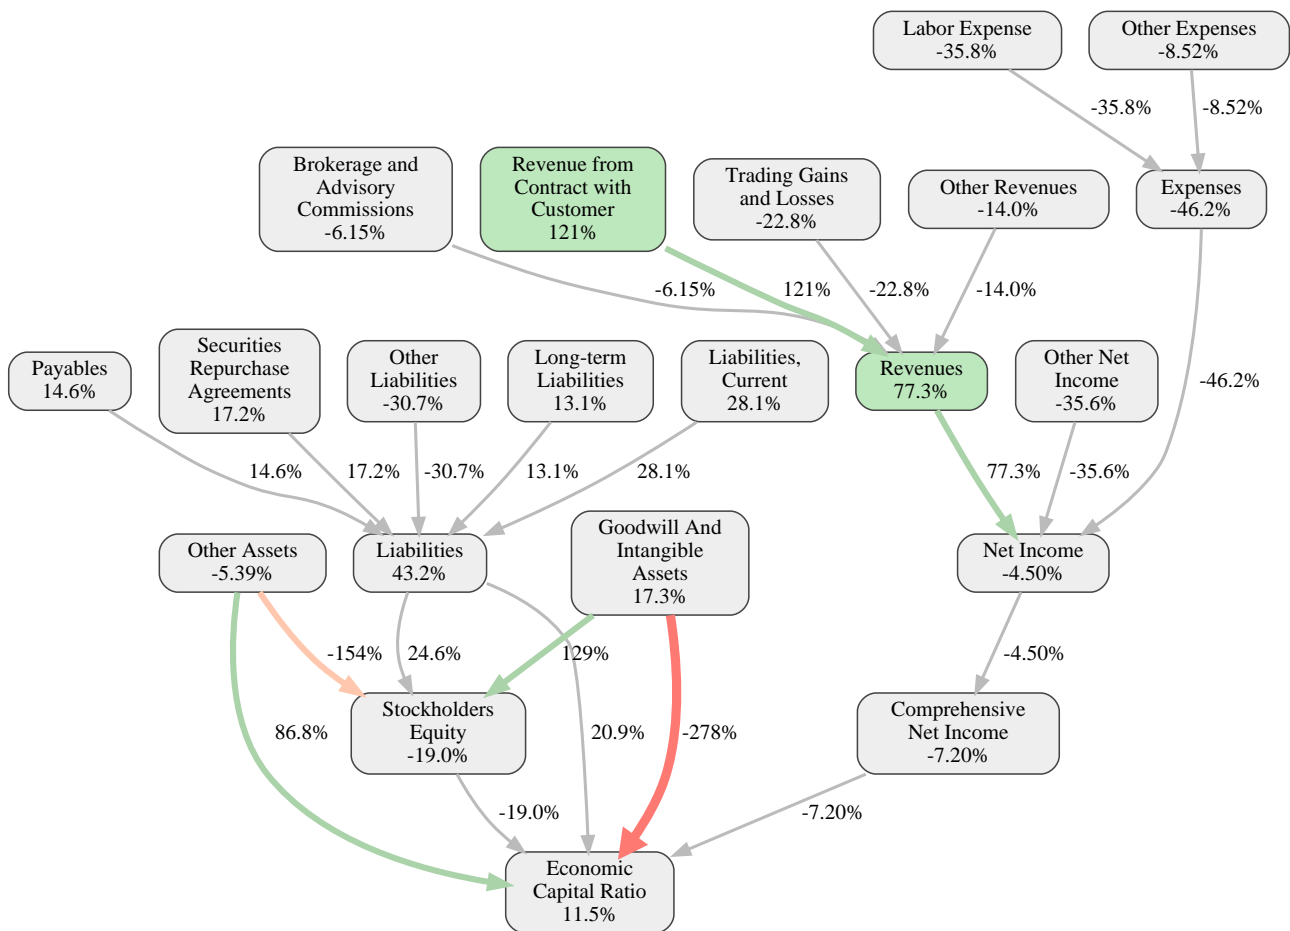 Labor Expense
-35.8%
Other Expenses
-8.52%
-35.8%
-8.52%
Brokerage and
Advisory
Commissions
-6.15%
Revenue from
Contract with
Customer
121%
Trading Gains
and Losses
-22.8%
Other Revenues
-14.0%
Expenses
-46.2%
-6.15%
121%
-22.8%
-14.0%
Payables
14.6%
Securities
Repurchase
Agreements
17.2%
Other
Liabilities
-30.7%
Long-term
Liabilities
13.1%
Liabilities,
Current
28.1%
Revenues
77.3%
Other Net
Income
-35.6%
-46.2%
14.6%
17.2%
-30.7%
13.1%
28.1%
77.3%
-35.6%
Other Assets
-5.39%
Liabilities
43.2%
Goodwill And
Intangible
Assets
17.3%
Net Income
-4.50%
-154%
24.6%
129%
-4.50%
86.8%
Stockholders
Equity
-19.0%
20.9%
-278%
Comprehensive
Net Income
-7.20%
-19.0%
-7.20%
Economic
Capital Ratio
11.5%